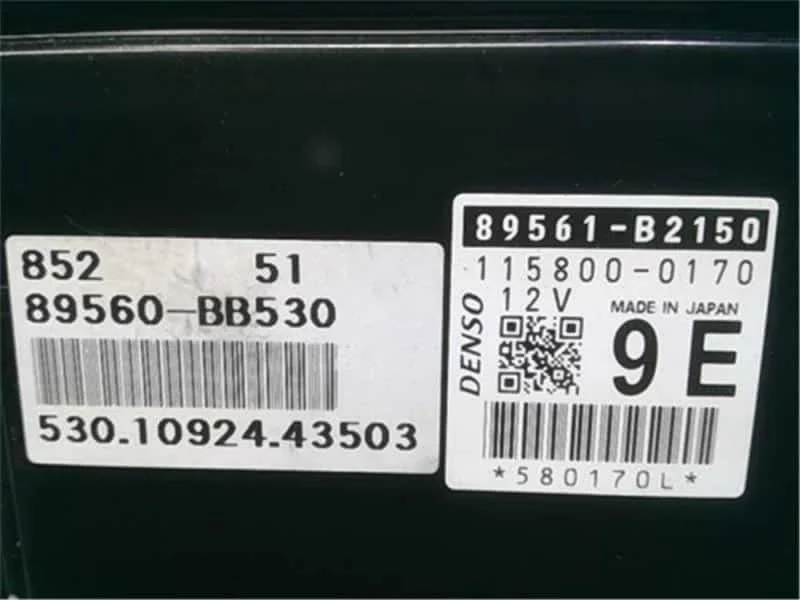 852 51
89560-BB530
530.10924.43503
89561-B2150
115800-0170
12V
MADE IN JAPAN
DENSO
9E
*580170L*